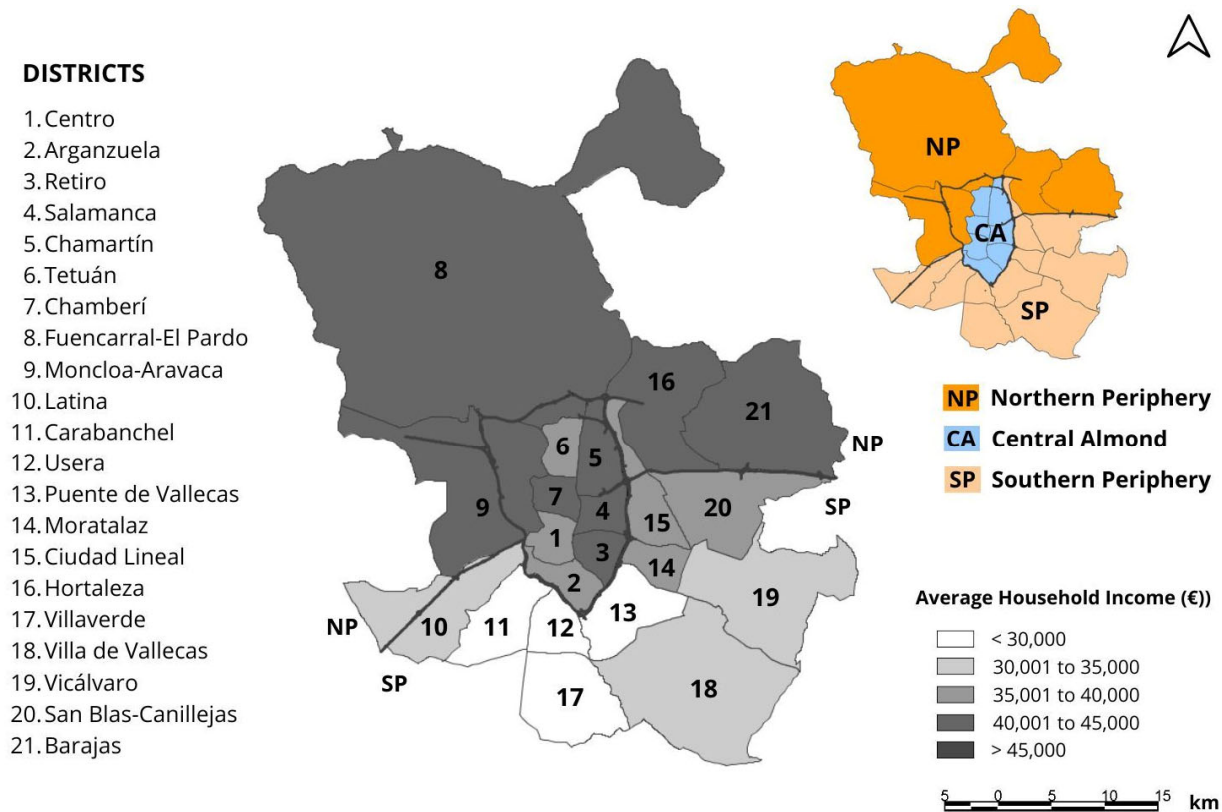 DISTRICTS
1. Centro
2. Arganzuela
3. Retiro
4. Salamanca
5. Chamartín
6. Tetuán
7. Chamberí
8. Fuencarral-El Pardo
9. Moncloa-Aravaca
10. Latina
11. Carabanchel
12. Usera
13. Puente de Vallecas
14. Moratalaz
15. Ciudad Lineal
16. Hortaleza
17. Villaverde
18. Villa de Vallecas
19. Vicálvaro
20. San Blas-Canillejas
21. Barajas
8
16
21
6
5
NP
7
9
4
20
SP
15
1
3
14
2
19
13
NP
10
11
12
SP
18
17
NP
CA
SP
NP Northern Periphery
CA Central Almond
SP Southern Periphery
Average Household Income (€))
< 30,000
30,001 to 35,000
35,001 to 40,000
40,001 to 45,000
> 45,000
5 0 5 10 15 km